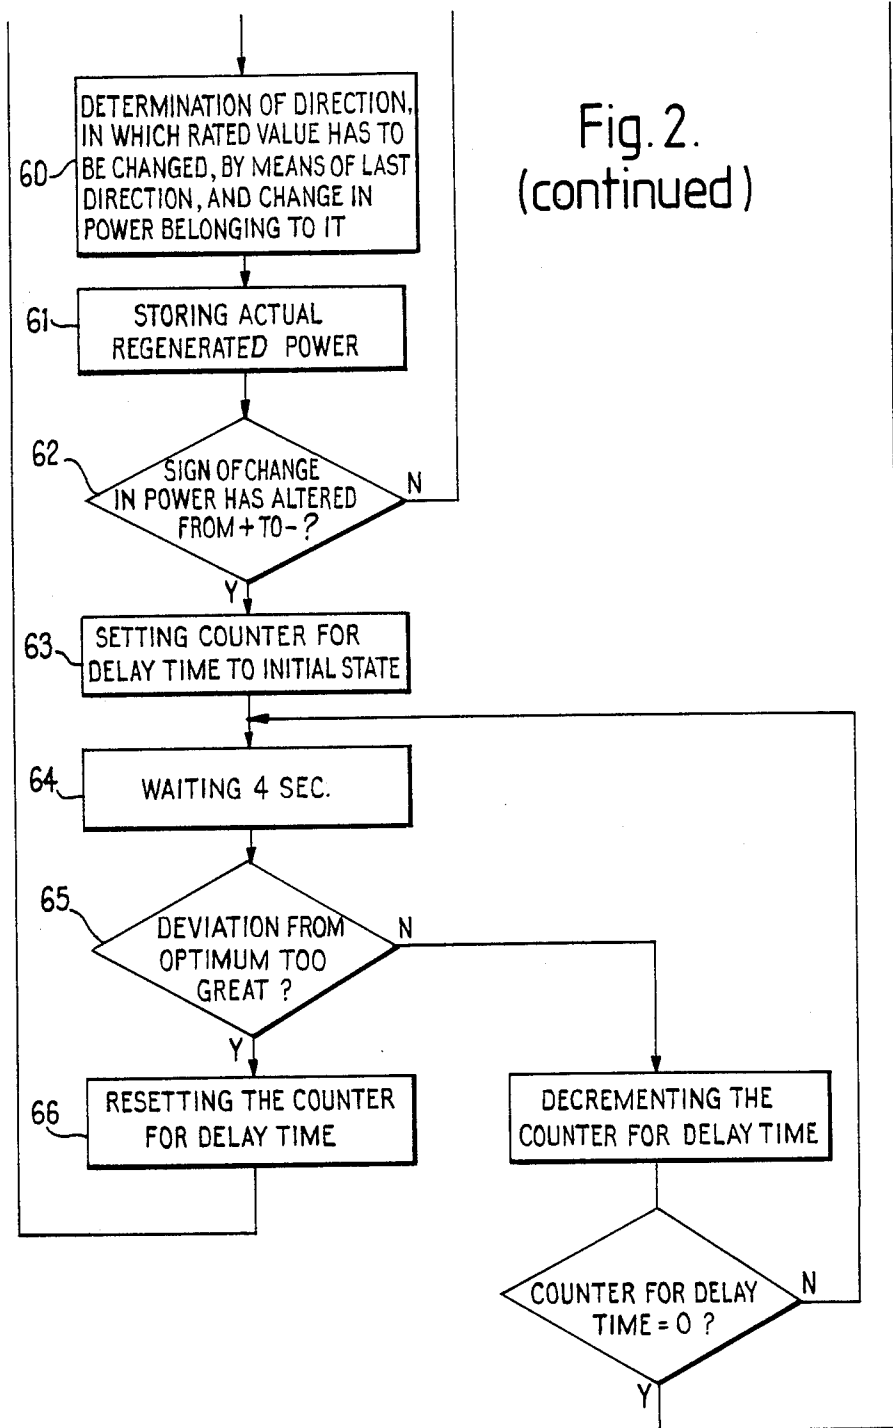 Fig. 2.
(continued)
60
DETERMINATION OF DIRECTION,
IN WHICH RATED VALUE HAS TO
BE CHANGED, BY MEANS OF LAST
DIRECTION, AND CHANGE IN
POWER BELONGING TO IT
61
STORING ACTUAL
REGENERATED POWER
62
SIGN OF CHANGE
IN POWER HAS ALTERED
FROM + TO - ?
N
Y
63
SETTING COUNTER FOR
DELAY TIME TO INITIAL STATE
64
WAITING 4 SEC.
65
DEVIATION FROM
OPTIMUM TOO
GREAT ?
N
Y
66
RESETTING THE COUNTER
FOR DELAY TIME
DECREMENTING THE
COUNTER FOR DELAY TIME
COUNTER FOR DELAY
TIME = 0 ?
N
Y